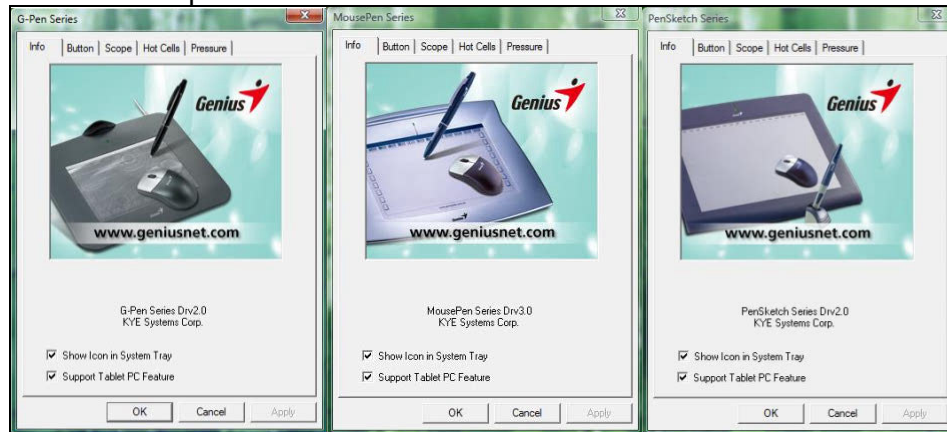 G-Pen Series
Info Button Scope Hot Cells Pressure
Genius
www.geniusnet.com
G-Pen Series Drv2.0
KYE Systems Corp.
Show Icon in System Tray
Support Tablet PC Feature
OK Cancel Apply
MousePen Series
Info Button Scope Hot Cells Pressure
Genius
www.geniusnet.com
MousePen Series Drv3.0
KYE Systems Corp.
Show Icon in System Tray
Support Tablet PC Feature
OK Cancel Apply
PenSketch Series
Info Button Scope Hot Cells Pressure
Genius
www.geniusnet.com
PenSketch Series Drv2.0
KYE Systems Corp.
Show Icon in System Tray
Support Tablet PC Feature
OK Cancel Apply